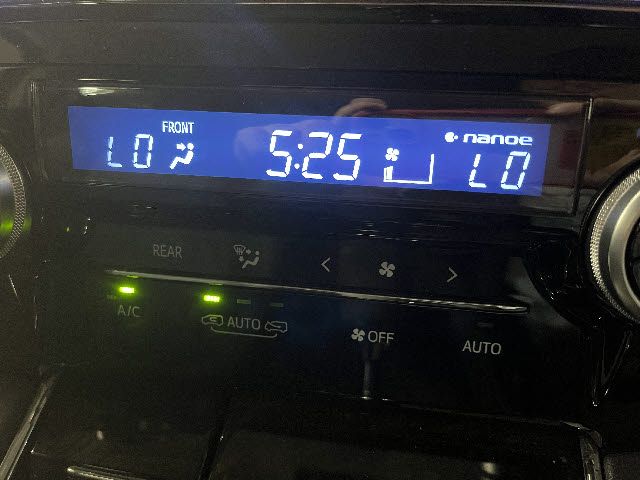 FRONT
LO 5:25 nanoe LO
REAR
A/C AUTO OFF AUTO